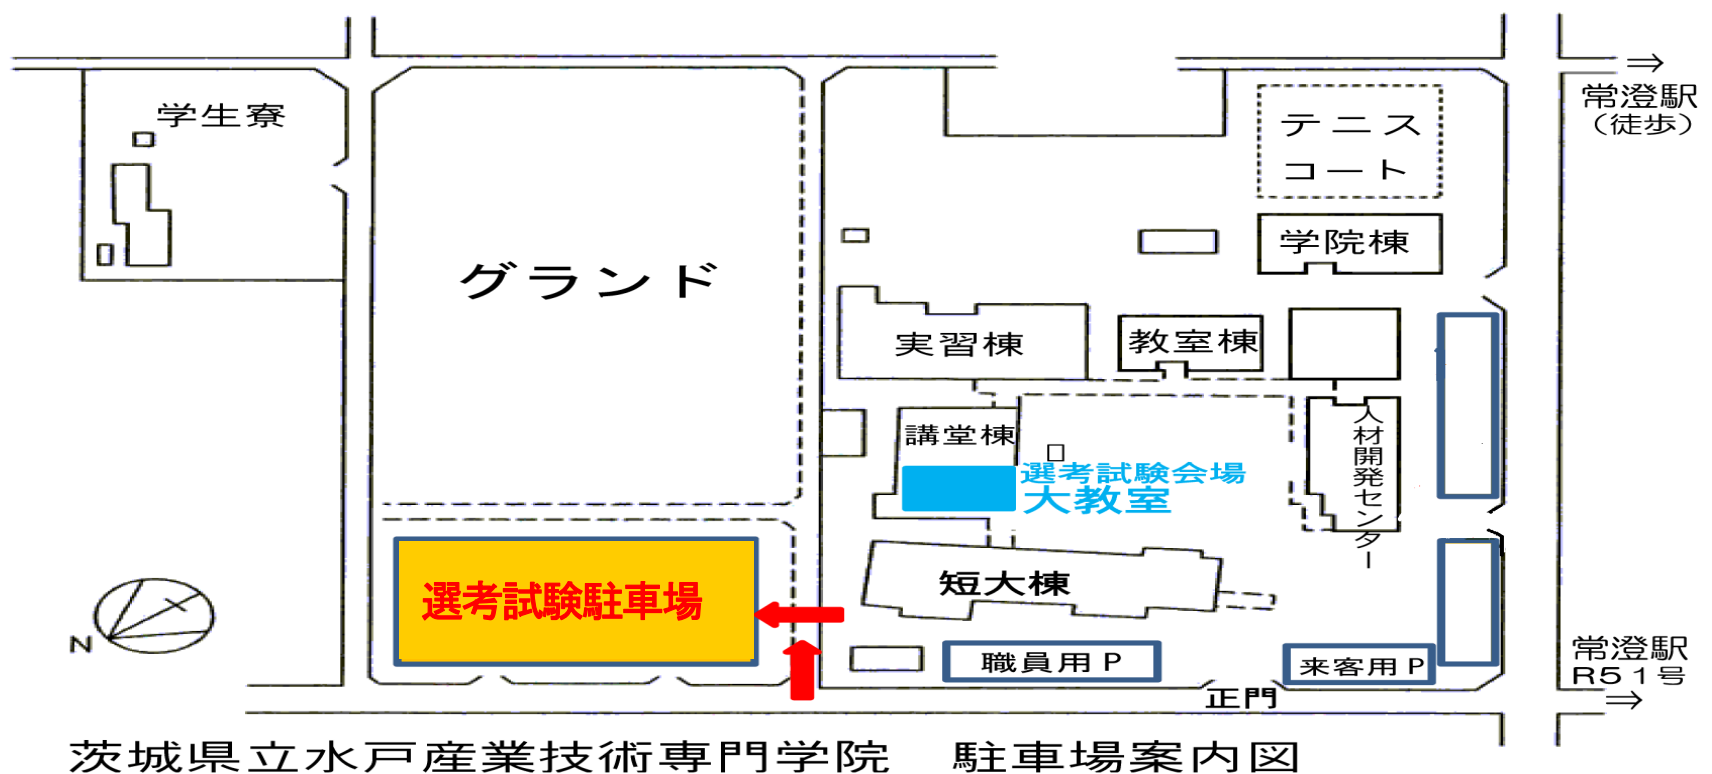 学生寮
グランド
テニス
コート
常澄駅
（徒歩）
学院棟
実習棟
教室棟
講堂棟
人材開発センター
選考試験会場
大教室
選考試験駐車場
短大棟
職員用P
来客用P
正門
常澄駅
R51号
N
茨城県立水戸産業技術専門学院 駐車場案内図